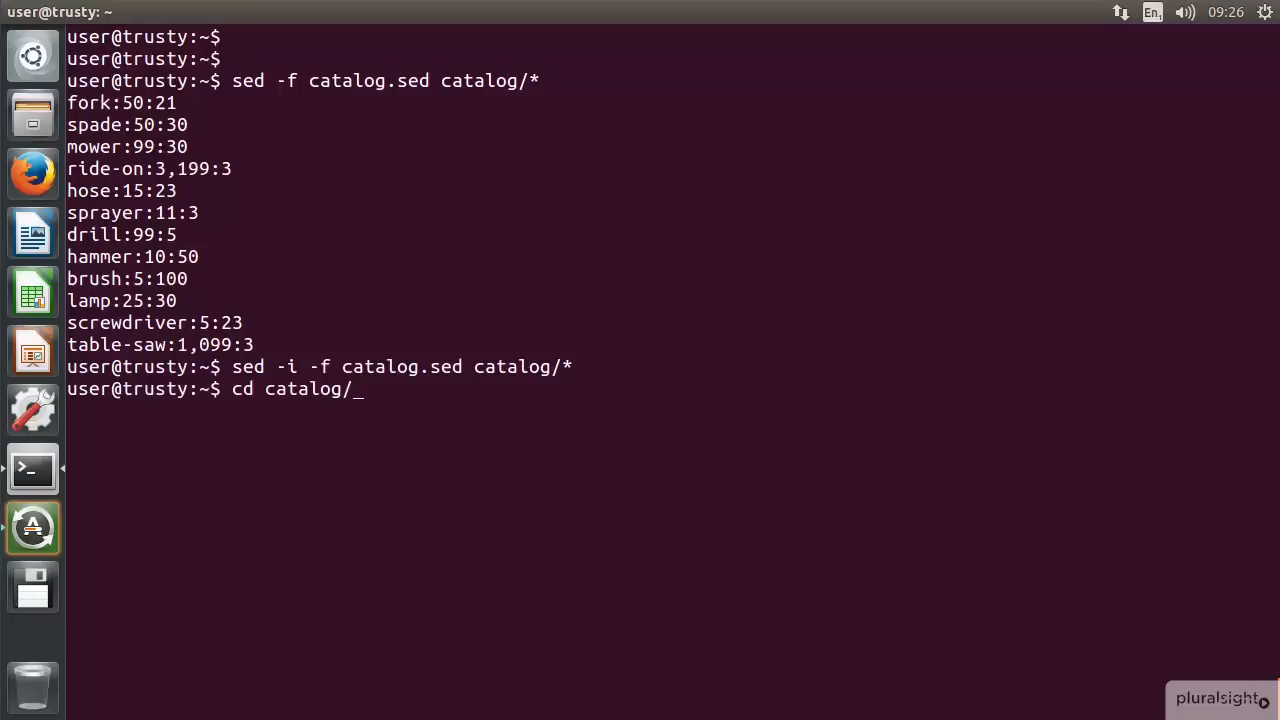 user@trusty: ~
En1
09:26
user@trusty:~$
user@trusty:~$
user@trusty:~$ sed -f catalog.sed catalog/*
fork:50:21
spade:50:30
mower:99:30
ride-on:3,199:3
hose:15:23
sprayer:11:3
drill:99:5
hammer:10:50
brush:5:100
lamp:25:30
screwdriver:5:23
table-saw:1,099:3
user@trusty:~$ sed -i -f catalog.sed catalog/*
user@trusty:~$ cd catalog/_
pluralsight